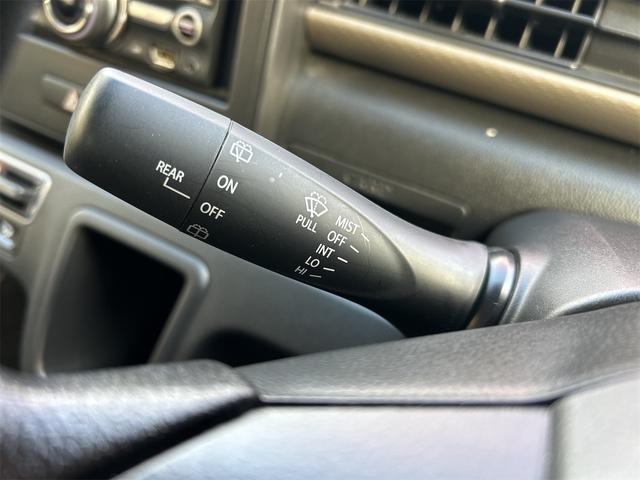 REAR
ON
OFF
PULL
MIST
OFF
INT
LO
HI